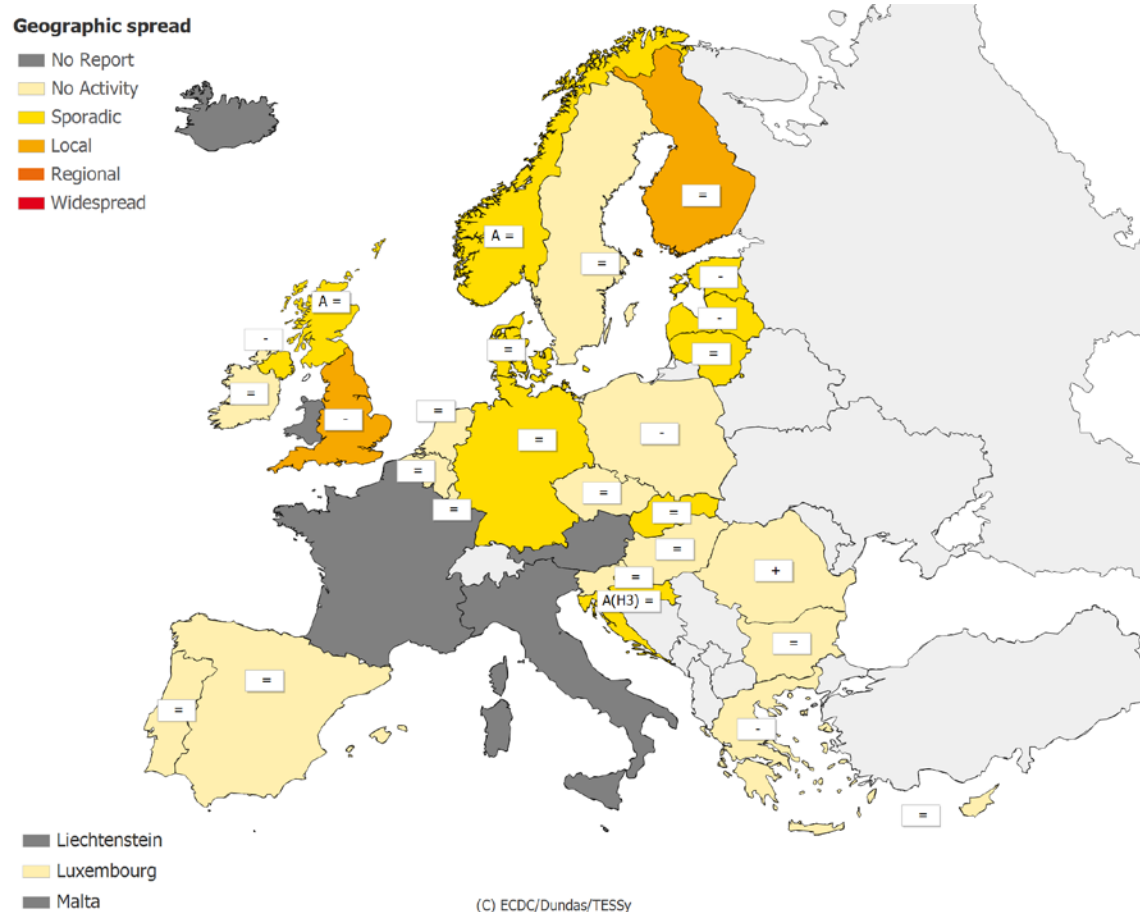 Geographic spread
No Report
No Activity
Sporadic
Local
Regional
Widespread
=
A =
=
-
A =
-
-
=
=
=
-
=
=
-
=
=
=
=
=
=
=
+
A(H3) =
=
=
=
-
=
Liechtenstein
Luxembourg
Malta
(C) ECDC/Dundas/TESSy